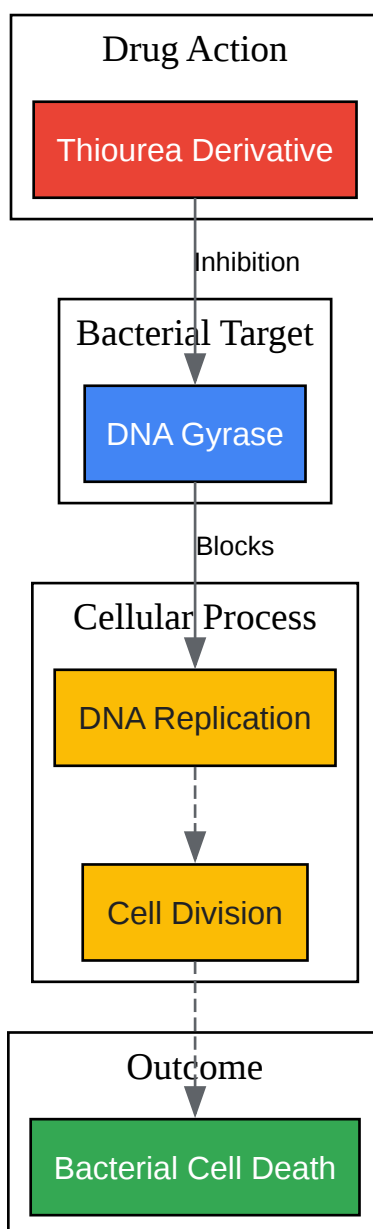 Drug Action
Thiourea Derivative
Inhibition
Bacterial Target
DNA Gyrase
Blocks
Cellular Process
DNA Replication
Cell Division
Outcome
Bacterial Cell Death